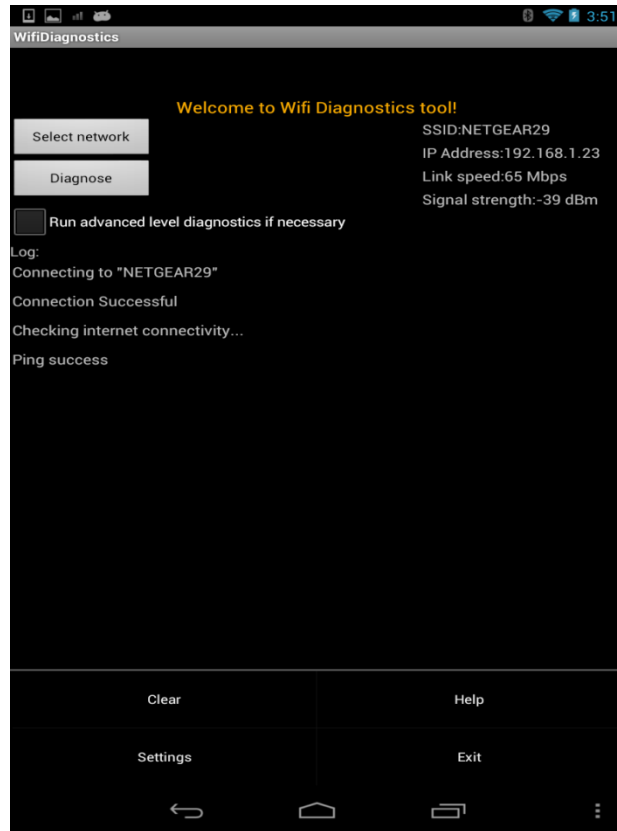 3:51
WifiDiagnostics
Welcome to Wifi Diagnostics tool!
Select network
SSID:NETGEAR29
IP Address:192.168.1.23
Diagnose
Link speed:65 Mbps
Signal strength:-39 dBm
Run advanced level diagnostics if necessary
Log:
Connecting to "NETGEAR29"
Connection Successful
Checking internet connectivity...
Ping success
Clear
Help
Settings
Exit